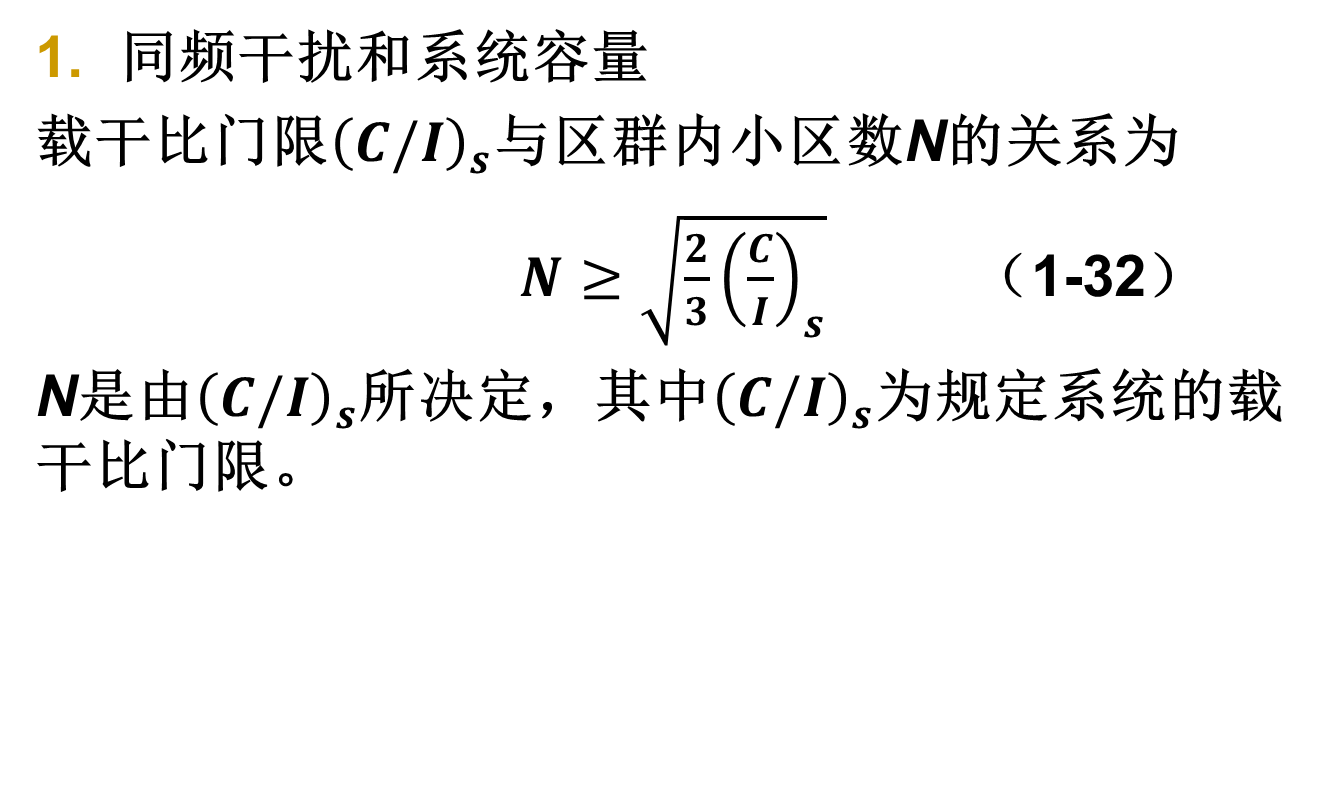 1. 同频干扰和系统容量
载干比门限(C/I)ₛ与区群内小区数N的关系为
N ≥ √(2/3 (C/I)ₛ) （1-32）
N是由(C/I)ₛ所决定，其中(C/I)ₛ为规定系统的载
干比门限。